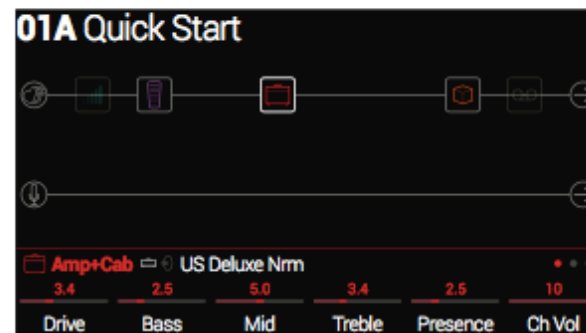 01A Quick Start
Amp+Cab US Deluxe Nrm
3.4 2.5 5.0 3.4 2.5 10
Drive Bass Mid Treble Presence Ch Vol